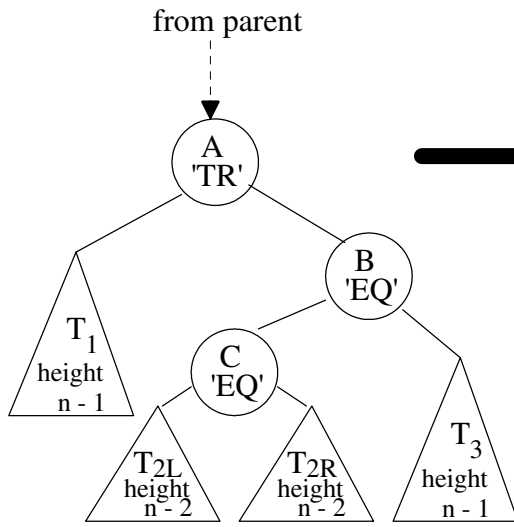 from parent
A
'TR'
B
'EQ'
T1
height
n - 1
C
'EQ'
T2L
height
n - 2
T2R
height
n - 2
T3
height
n - 1